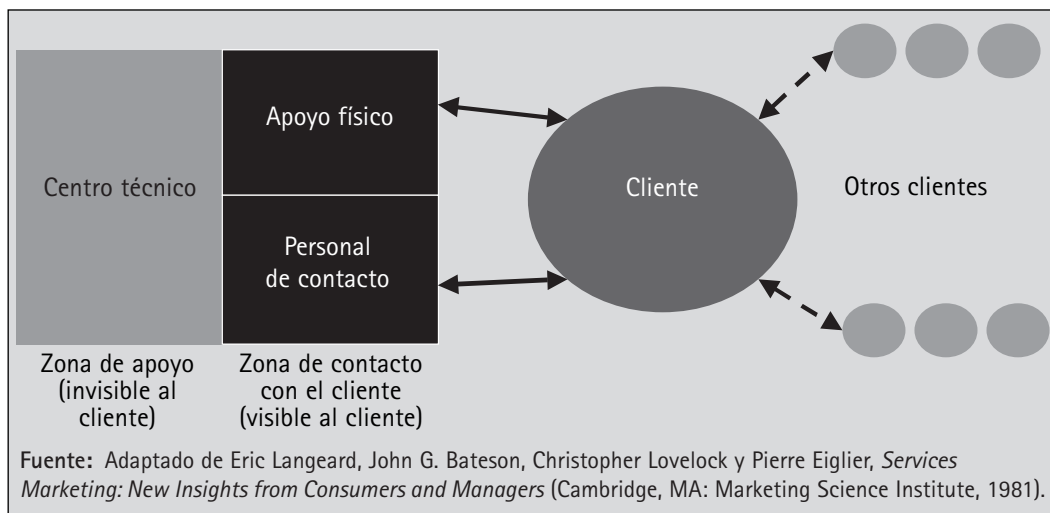 Centro técnico
Apoyo físico
Personal
de contacto
Cliente
Otros clientes
Zona de apoyo
(invisible al
cliente)
Zona de contacto
con el cliente
(visible al cliente)
Fuente: Adaptado de Eric Langeard, John G. Bateson, Christopher Lovelock y Pierre Eiglier, Services
Marketing: New Insights from Consumers and Managers (Cambridge, MA: Marketing Science Institute, 1981).